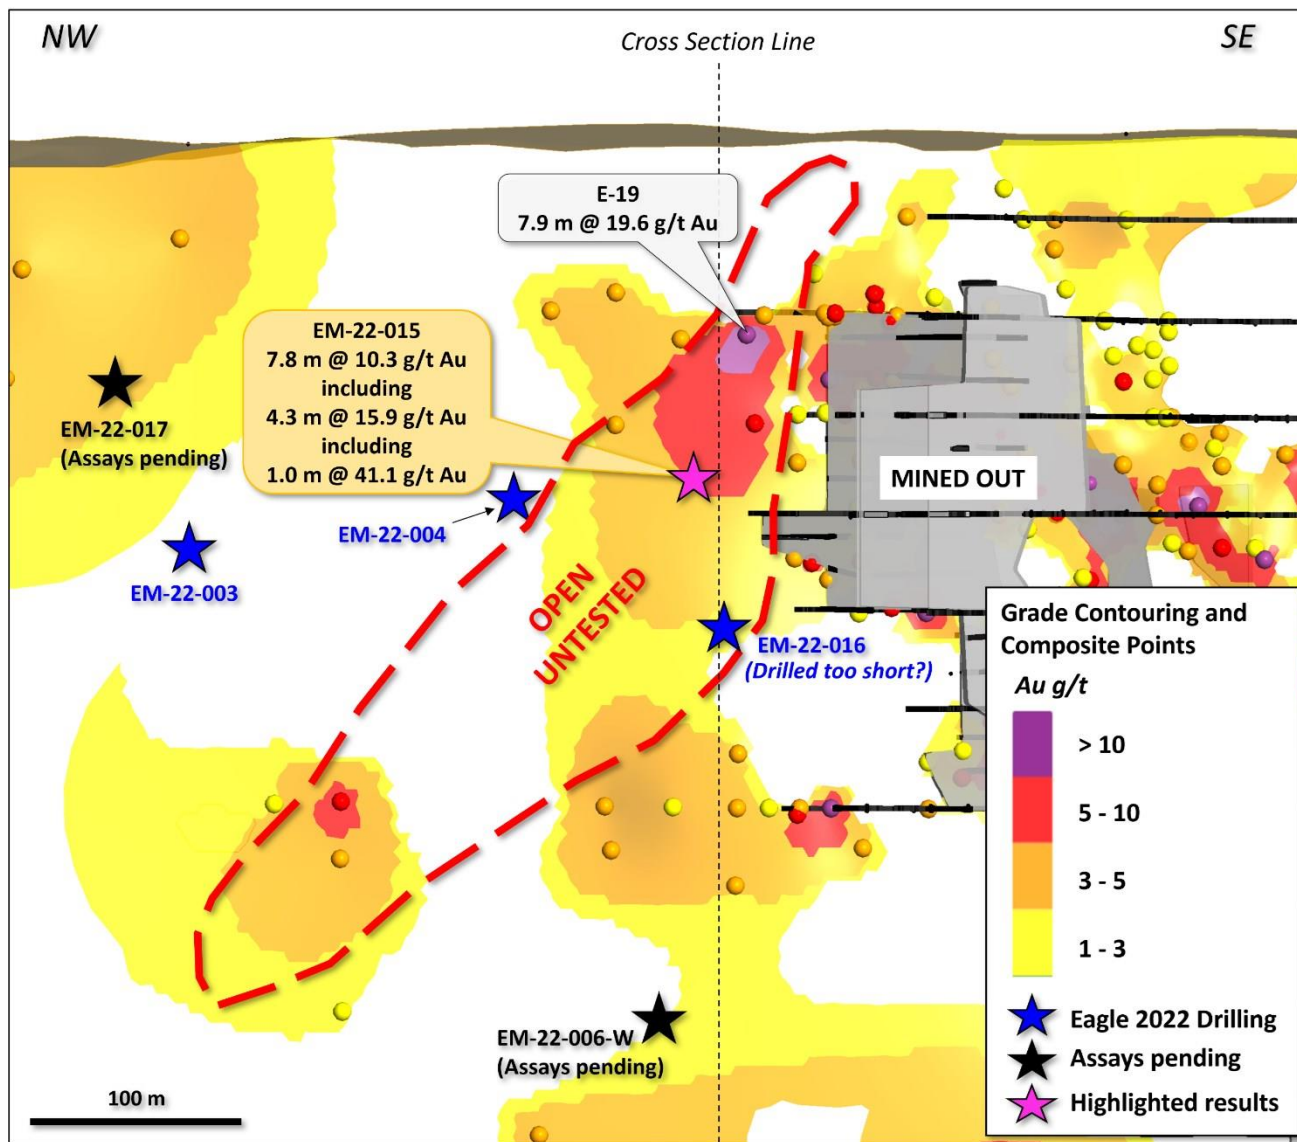 NW
Cross Section Line
SE
E-19
7.9 m @ 19.6 g/t Au
EM-22-015
7.8 m @ 10.3 g/t Au
including
4.3 m @ 15.9 g/t Au
including
1.0 m @ 41.1 g/t Au
EM-22-017
(Assays pending)
EM-22-004
EM-22-003
MINED OUT
OPEN
UNTESTED
EM-22-016
(Drilled too short?)
EM-22-006-W
(Assays pending)
100 m
Grade Contouring and
Composite Points
Au g/t
> 10
5 - 10
3 - 5
1 - 3
Eagle 2022 Drilling
Assays pending
Highlighted results